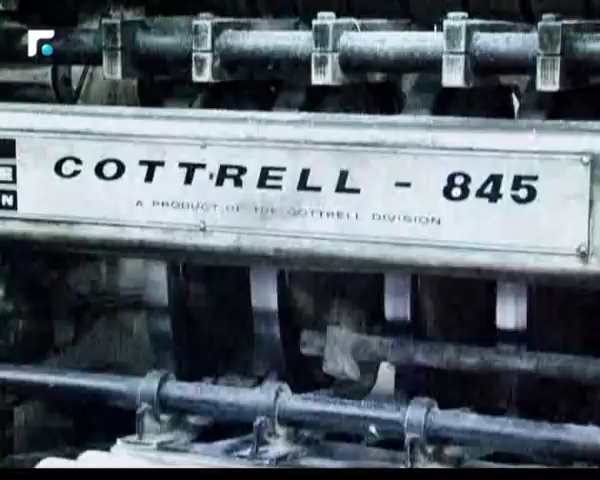 COTTRELL - 845
A PRODUCT OF THE COTTRELL DIVISION